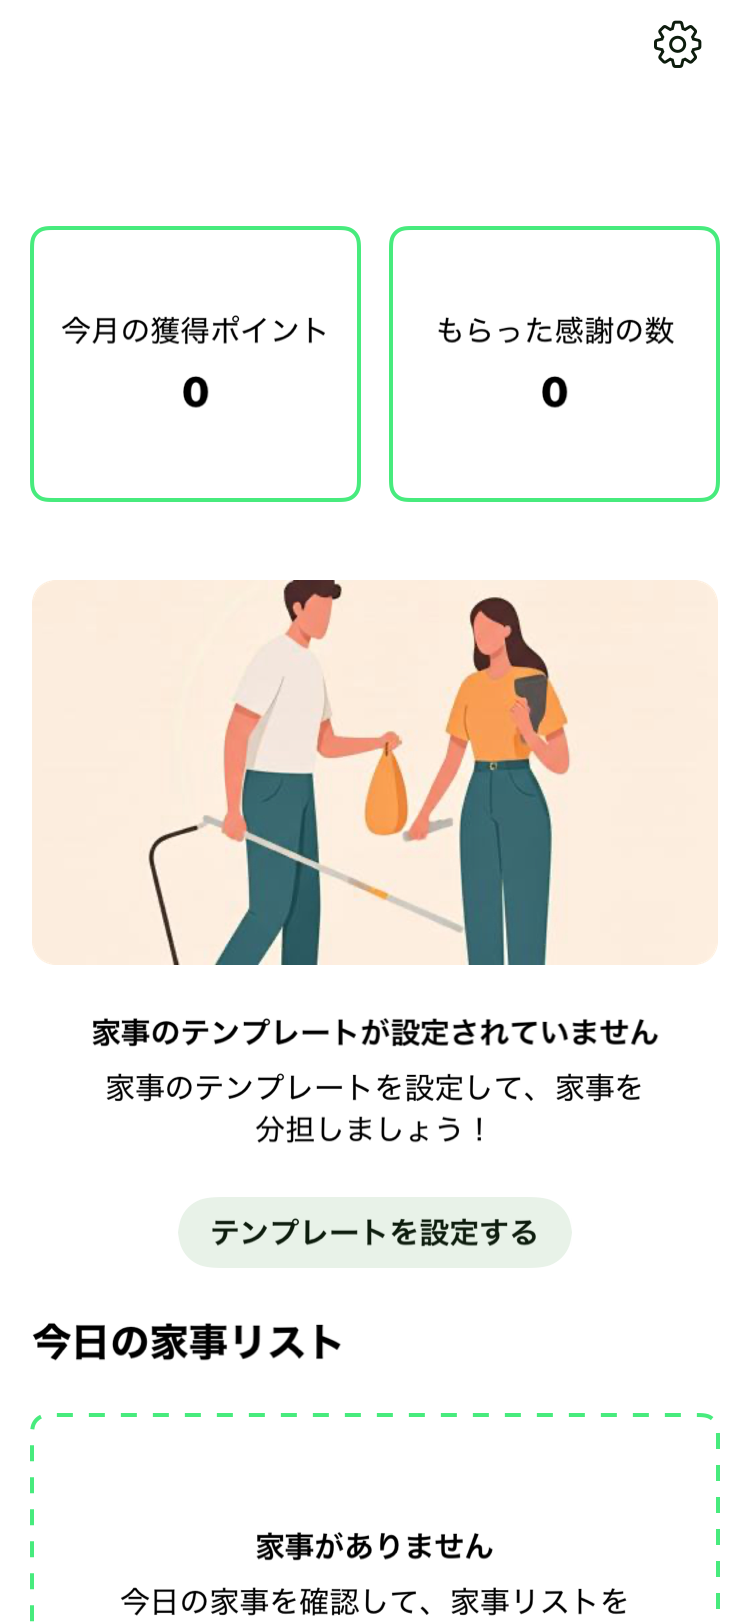 今月の獲得ポイント
0
もらった感謝の数
0
家事のテンプレートが設定されていません
家事のテンプレートを設定して、家事を
分担しましょう！
テンプレートを設定する
今日の家事リスト
家事がありません
今日の家事を確認して、家事リストを